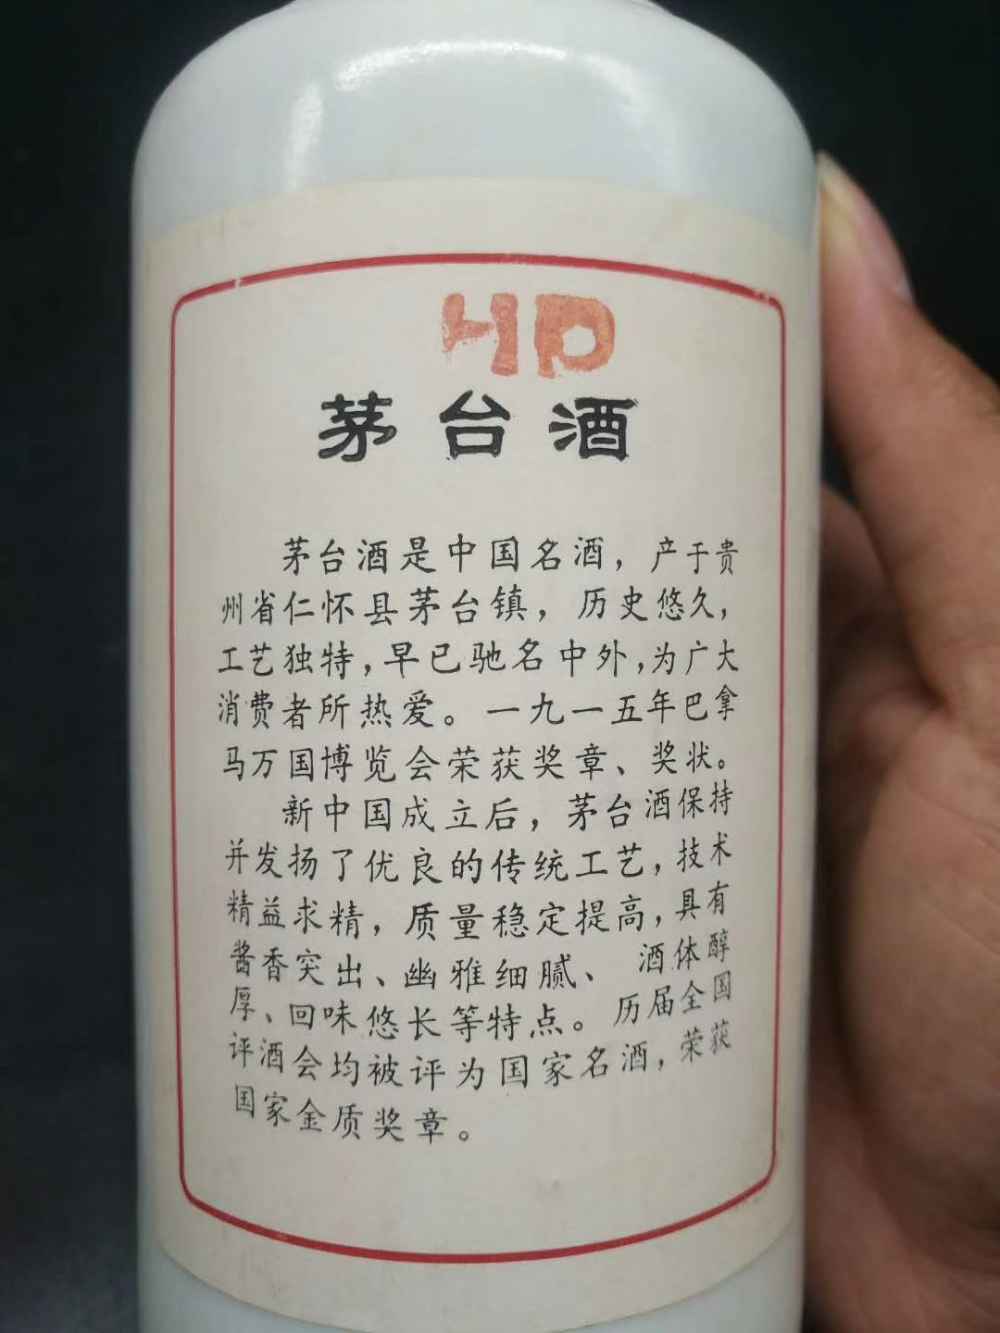 HD
茅台酒
茅台酒是中国名酒，产于贵
州省仁怀县茅台镇，历史悠久，
工艺独特，早已驰名中外，为广大
消费者所热爱。一九一五年巴拿
马万国博览会荣获奖章、奖状。
新中国成立后，茅台酒保持
并发扬了优良的传统工艺，技术
精益求精，质量稳定提高，具有
酱香突出、幽雅细腻、酒体醇
厚、回味悠长等特点。历届全国
评酒会均被评为国家名酒，荣获
国家金质奖章。